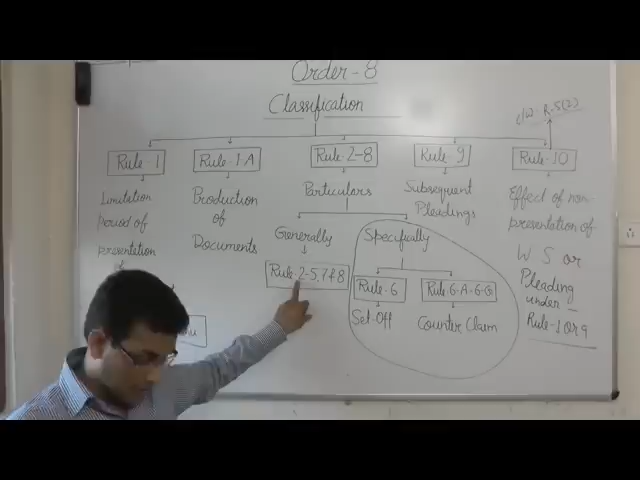 Order-8
Classification
c/w R-5(2)
Rule-1
Rule-1A
Rule 2-8
Rule 9
Rule-10
Limitation
period of
presentation
Production
of
Documents
Particulars
Generally
Rule.2-5,7&8
Specifically
Rule-6
Set-Off
Rule 6-A-6-G
Counter Claim
Subsequent
Pleadings
Effect of non-
presentation of
W S or
Pleading
under -
Rule-1 or 9